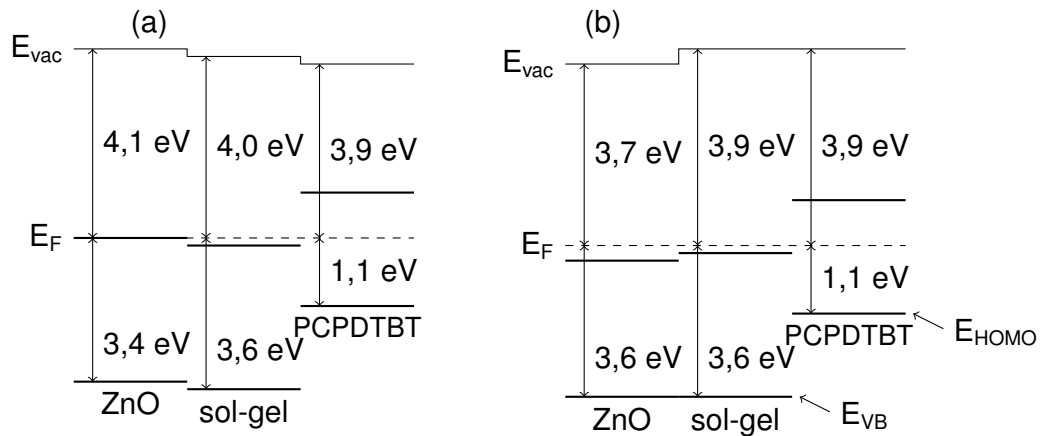 (a)
E_vac
4,1 eV
4,0 eV
3,9 eV
E_F
1,1 eV
PCPDTBT
3,4 eV
3,6 eV
ZnO
sol-gel
(b)
E_vac
3,7 eV
3,9 eV
3,9 eV
E_F
1,1 eV
PCPDTBT
E_HOMO
3,6 eV
3,6 eV
ZnO
sol-gel
E_VB